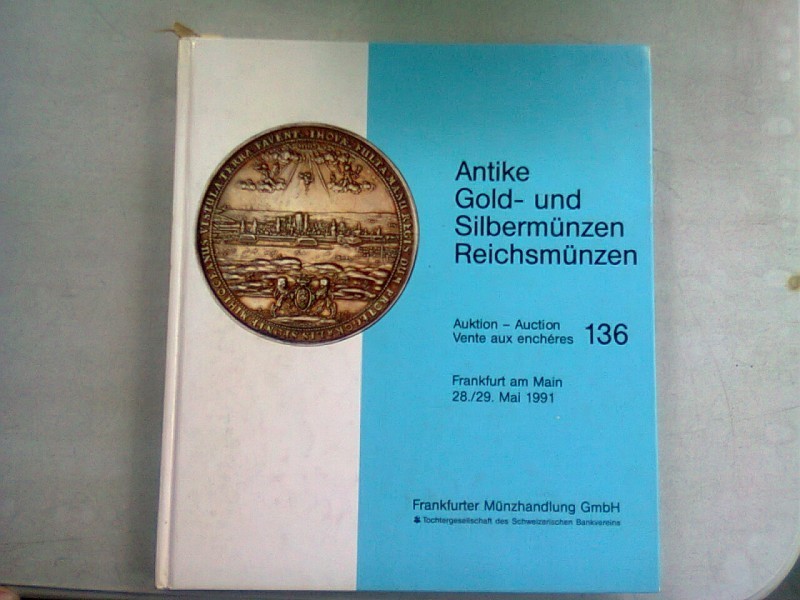 Antike
Gold- und
Silbermünzen
Reichsmünzen
Auktion – Auction
Vente aux enchéres 136
Frankfurt am Main
28./29. Mai 1991
Frankfurter Münzhandlung GmbH
Tochtergesellschaft des Schweizerischen Bankvereins